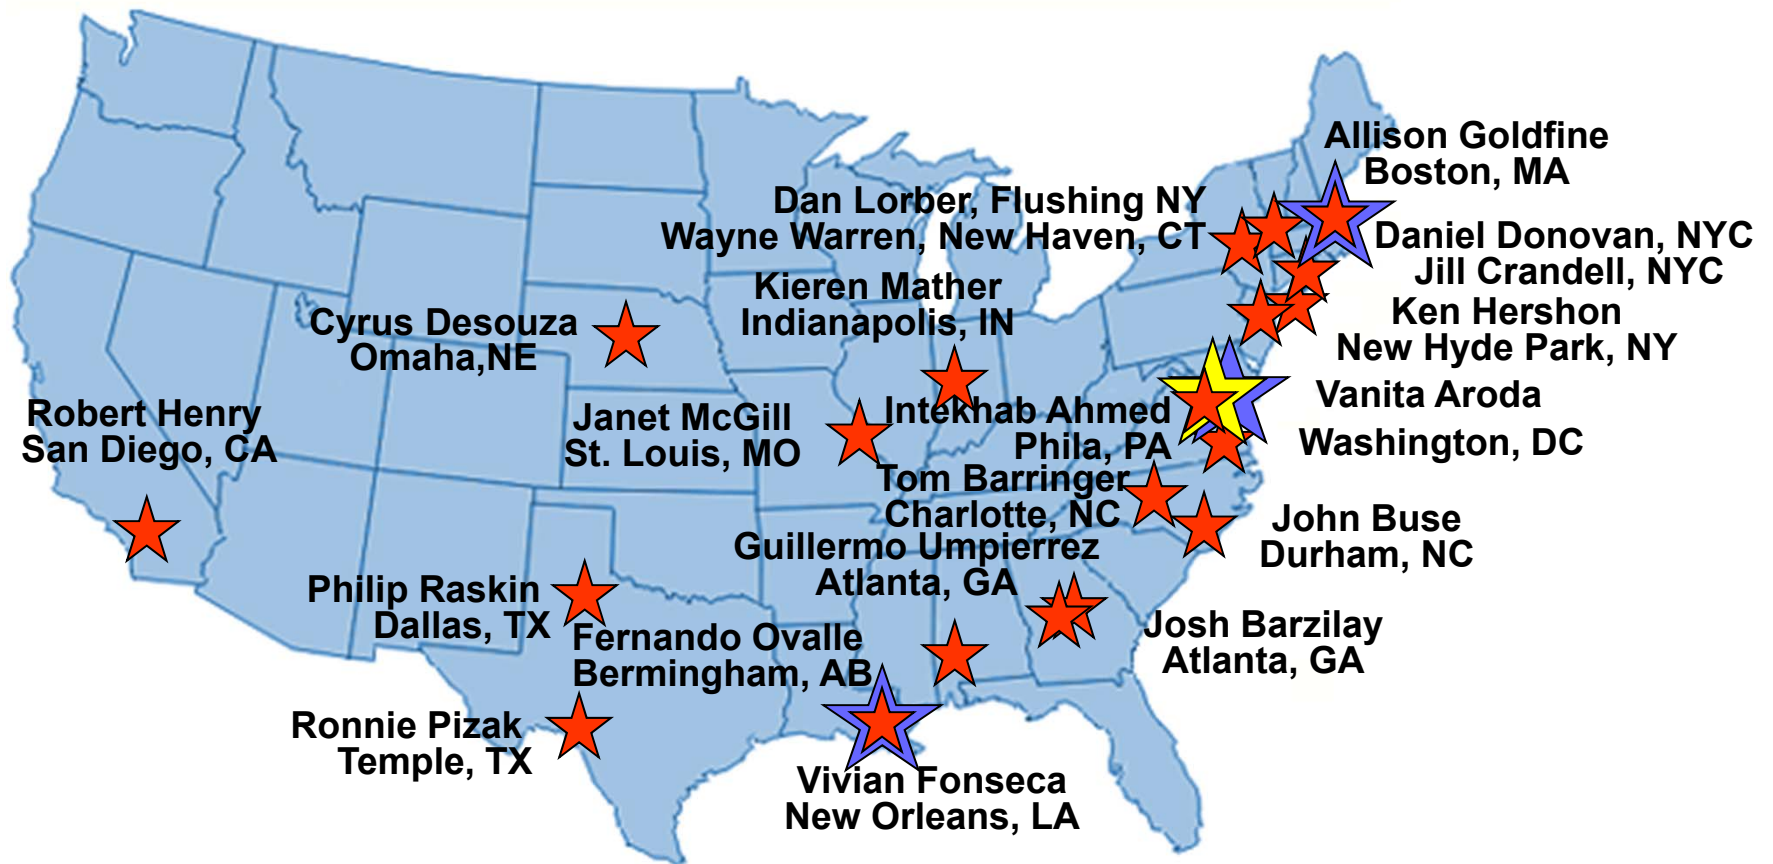 Allison Goldfine
Boston, MA
Dan Lorber, Flushing NY
Wayne Warren, New Haven, CT
Daniel Donovan, NYC
Jill Crandell, NYC
Kieren Mather
Indianapolis, IN
Ken Hershon
New Hyde Park, NY
Cyrus Desouza
Omaha,NE
Vanita Aroda
Washington, DC
Robert Henry
San Diego, CA
Janet McGill
St. Louis, MO
Intekhab Ahmed
Phila, PA
Tom Barringer
Charlotte, NC
John Buse
Durham, NC
Guillermo Umpierrez
Atlanta, GA
Philip Raskin
Dallas, TX
Fernando Ovalle
Bermingham, AB
Josh Barzilay
Atlanta, GA
Ronnie Pizak
Temple, TX
Vivian Fonseca
New Orleans, LA